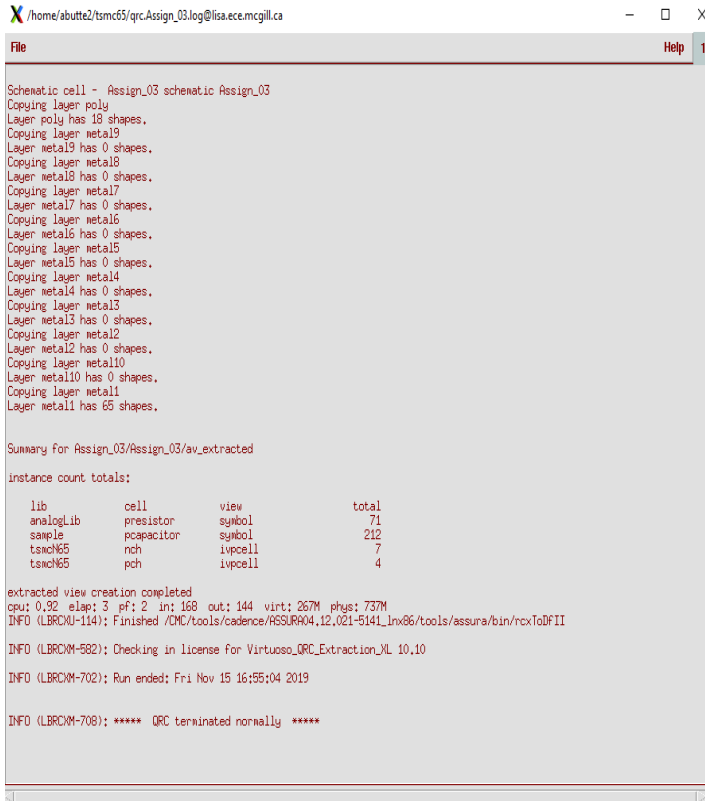 /home/abutte2/tsmc65/qrc.Assign_03.log@lisa.ece.mcgill.ca
File Help 1
Schematic cell - Assign_03 schematic Assign_03
Copying layer poly
Layer poly has 18 shapes.
Copying layer metal9
Layer metal9 has 0 shapes.
Copying layer metal8
Layer metal8 has 0 shapes.
Copying layer metal7
Layer metal7 has 0 shapes.
Copying layer metal6
Layer metal6 has 0 shapes.
Copying layer metal5
Layer metal5 has 0 shapes.
Copying layer metal4
Layer metal4 has 0 shapes.
Copying layer metal3
Layer metal3 has 0 shapes.
Copying layer metal2
Layer metal2 has 0 shapes.
Copying layer metal10
Layer metal10 has 0 shapes.
Copying layer metal1
Layer metal1 has 65 shapes.
Summary for Assign_03/Assign_03/av_extracted
instance count totals:
lib cell view total
analogLib presistor symbol 71
sample pcapacitor symbol 212
tsmcN65 nch ivpcell 7
tsmcN65 pch ivpcell 4
extracted view creation completed
cpu: 0.92 elap: 3 pf: 2 in: 168 out: 144 virt: 267M phys: 737M
INFO (LBRCXU-114): Finished /CMC/tools/cadence/ASSURA04.12.021-5141_lnx86/tools/assura/bin/rcxToDfII
INFO (LBRCXM-582): Checking in license for Virtuoso_QRC_Extraction_XL 10.10
INFO (LBRCXM-702): Run ended: Fri Nov 15 16:55:04 2019
INFO (LBRCXM-708): ***** QRC terminated normally *****